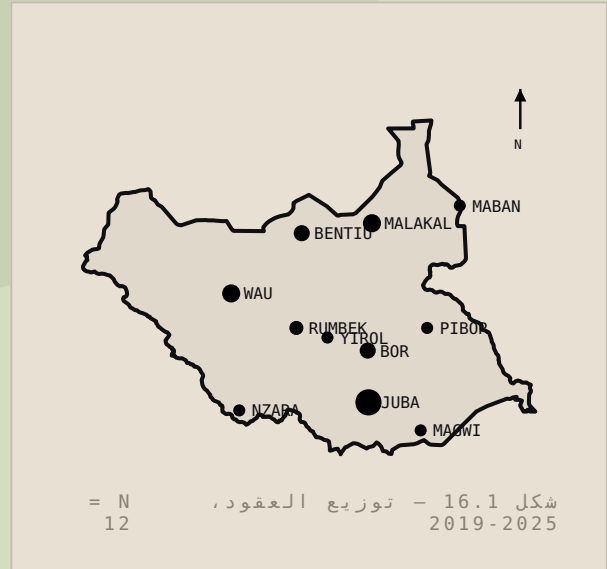 N
MABAN
MALAKAL
BENTIU
WAU
RUMBEK
YIROL
PIBOR
BOR
JUBA
NZARA
MAGWI
شكل 16.1 – توزيع العقود،
2019-2025
N =
12